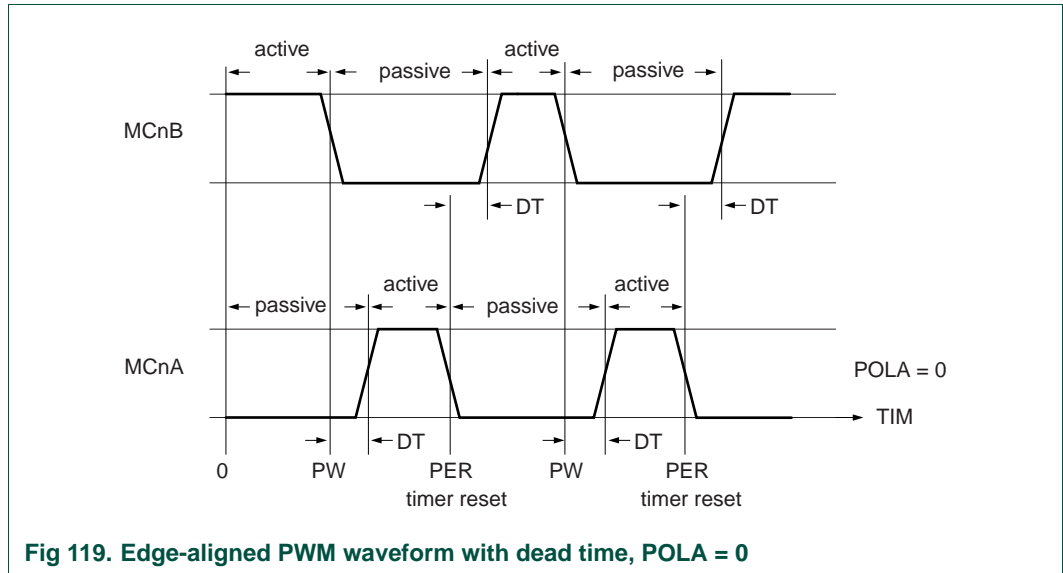 active
active
passive
passive
MCnB
DT
DT
active
active
passive
passive
MCnA
POLA = 0
TIM
DT
DT
0
PW
PER
PW
PER
timer reset
timer reset
Fig 119. Edge-aligned PWM waveform with dead time, POLA = 0